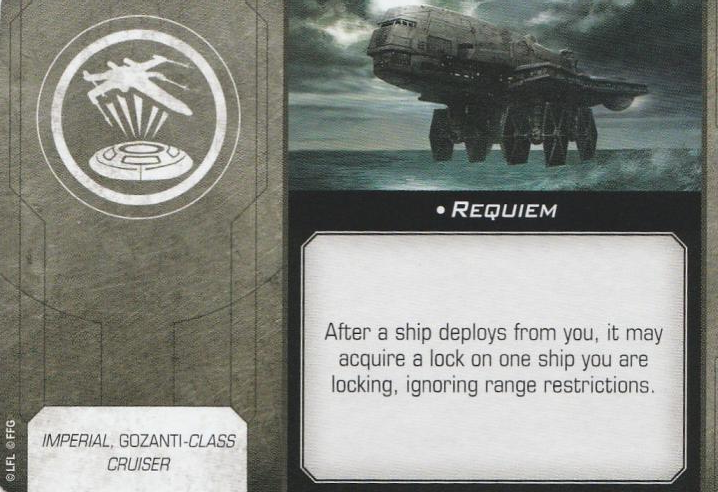 • REQUIEM
After a ship deploys from you, it may
acquire a lock on one ship you are
locking, ignoring range restrictions.
IMPERIAL, GOZANTI-CLASS
CRUISER
©LFL ©FFG